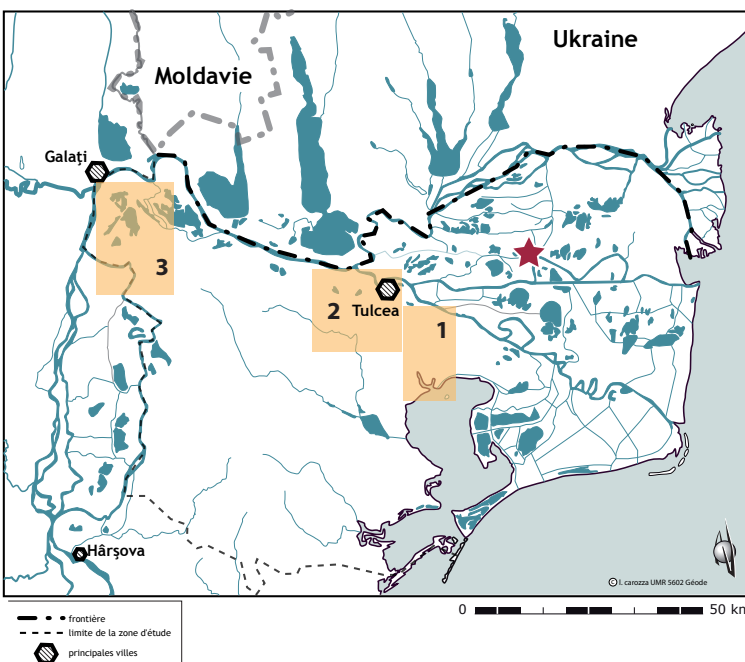 Ukraine
Moldavie
Galați
3
2
Tulcea
1
Hârşova
© l. carozza UMR 5602 Géode
0 50 km
frontière
limite de la zone d'étude
principales villes